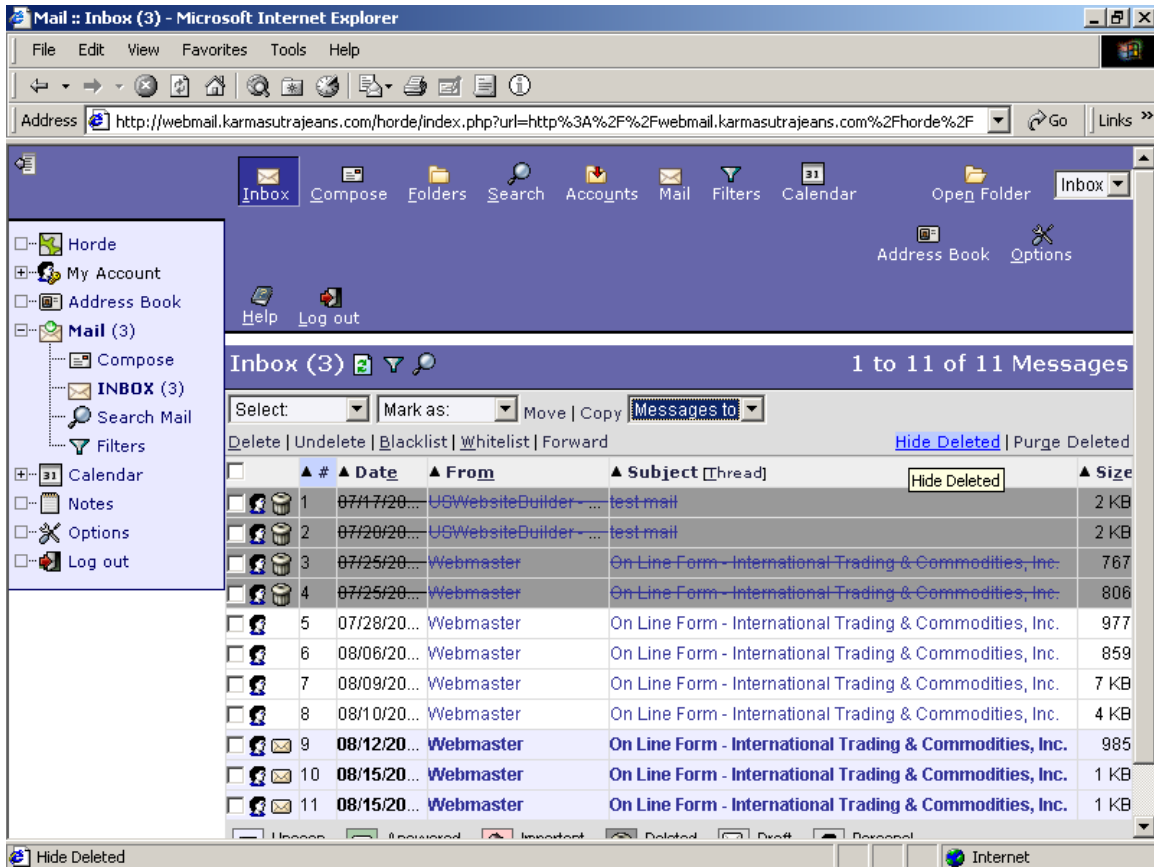 Mail :: Inbox (3) - Microsoft Internet Explorer
File Edit View Favorites Tools Help
Address http://webmail.karmasutrajeans.com/horde/index.php?url=http%3A%2F%2Fwebmail.karmasutrajeans.com%2Fhorde%2F Go Links »
Inbox Compose Folders Search Accounts Mail Filters 31 Calendar Open Folder Inbox
Address Book Options
Help Log out
Horde
My Account
Address Book
Mail (3)
Compose
INBOX (3)
Search Mail
Filters
31 Calendar
Notes
Options
Log out
Inbox (3) 1 to 11 of 11 Messages
Select: Mark as: Move | Copy Messages to
Delete | Undelete | Blacklist | Whitelist | Forward Hide Deleted | Purge Deleted
# Date From Subject [Thread] Size
Hide Deleted
1 07/17/20... USWebsiteBuilder - ... test mail 2 KB
2 07/20/20... USWebsiteBuilder - ... test mail 2 KB
3 07/25/20... Webmaster On Line Form - International Trading & Commodities, Inc. 767
4 07/25/20... Webmaster On Line Form - International Trading & Commodities, Inc. 806
5 07/28/20... Webmaster On Line Form - International Trading & Commodities, Inc. 977
6 08/06/20... Webmaster On Line Form - International Trading & Commodities, Inc. 859
7 08/09/20... Webmaster On Line Form - International Trading & Commodities, Inc. 7 KB
8 08/10/20... Webmaster On Line Form - International Trading & Commodities, Inc. 4 KB
9 08/12/20... Webmaster On Line Form - International Trading & Commodities, Inc. 985
10 08/15/20... Webmaster On Line Form - International Trading & Commodities, Inc. 1 KB
11 08/15/20... Webmaster On Line Form - International Trading & Commodities, Inc. 1 KB
Unseen Answered Important Deleted Draft Personal
Hide Deleted Internet